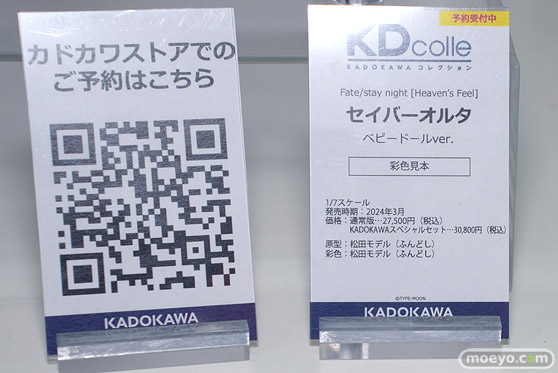 カドカワストアでの
ご予約はこちら
KADOKAWA
予約受付中
KDcolle
KADOKAWA コレクション
Fate/stay night [Heaven's Feel]
セイバーオルタ
ベビードールver.
彩色見本
1/7スケール
発売時期：2024年3月
価格：通常版…27,500円（税込）
KADOKAWAスペシャルセット…30,800円（税込）
原型：松田モデル（ふんどし）
彩色：松田モデル（ふんどし）
©TYPE-MOON
KADOKAWA
moeyo.com